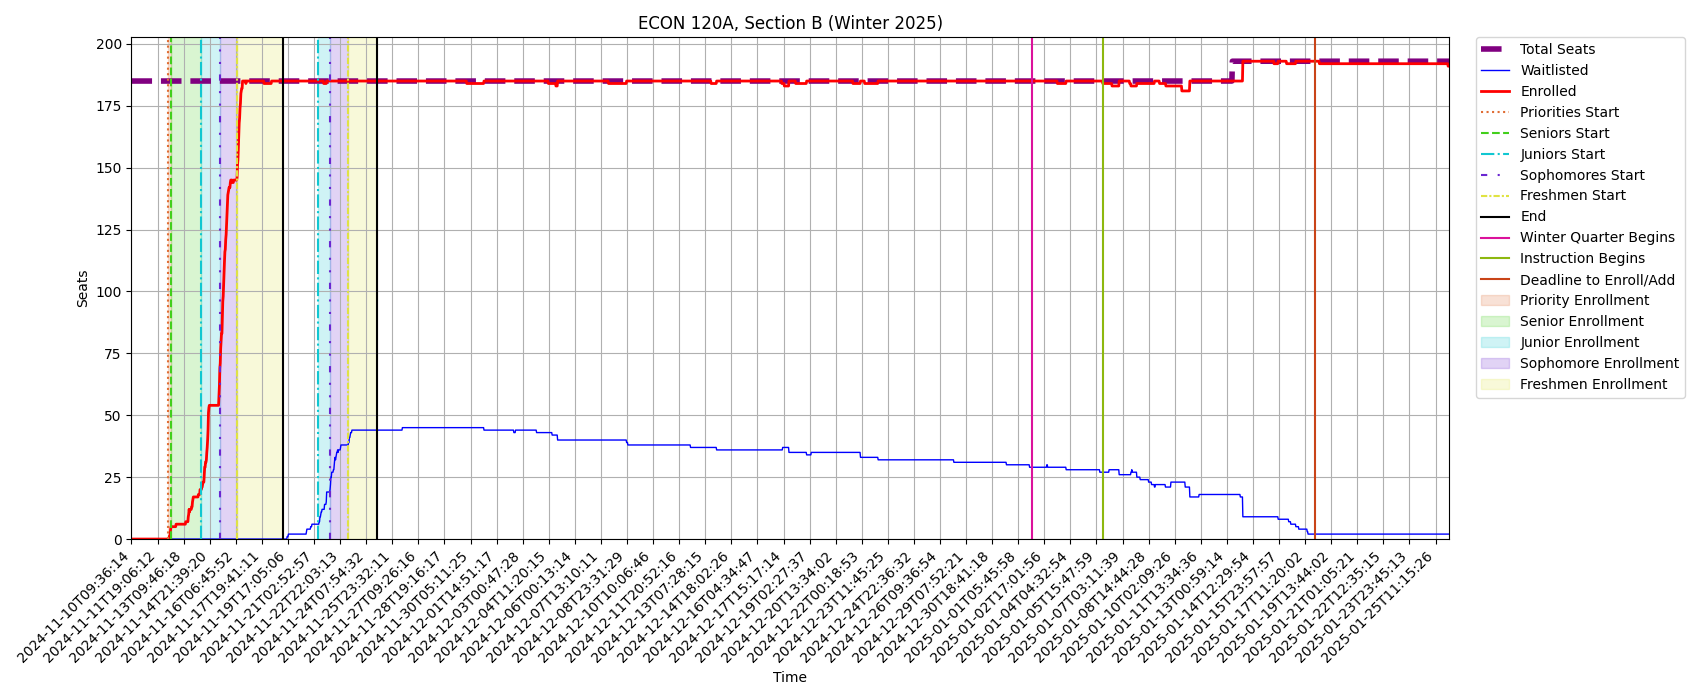 ECON 120A, Section B (Winter 2025)
200
175
150
125
100
75
50
25
0
Seats
2024-11-10T09:36:14
2024-11-11T19:06:12
2024-11-13T09:46:18
2024-11-14T21:39:20
2024-11-16T06:45:52
2024-11-17T19:41:11
2024-11-19T17:05:06
2024-11-21T02:52:57
2024-11-22T22:03:13
2024-11-24T07:54:32
2024-11-25T23:32:11
2024-11-27T09:26:16
2024-11-28T19:16:17
2024-11-30T05:11:25
2024-12-01T14:51:17
2024-12-03T00:47:28
2024-12-04T11:20:15
2024-12-06T00:13:14
2024-12-07T13:10:11
2024-12-08T23:31:29
2024-12-10T10:06:46
2024-12-11T20:52:16
2024-12-13T07:28:15
2024-12-14T18:02:26
2024-12-16T04:34:47
2024-12-17T15:17:14
2024-12-19T02:27:37
2024-12-20T13:34:02
2024-12-22T00:18:53
2024-12-23T11:45:25
2024-12-24T22:36:32
2024-12-26T09:36:54
2024-12-29T07:52:21
2024-12-30T18:41:18
2025-01-01T05:45:58
2025-01-02T17:01:56
2025-01-04T04:32:54
2025-01-05T15:47:59
2025-01-07T03:11:39
2025-01-08T14:44:28
2025-01-10T02:09:26
2025-01-11T13:34:36
2025-01-13T00:59:14
2025-01-14T12:29:54
2025-01-15T23:57:57
2025-01-17T11:20:02
2025-01-19T13:44:02
2025-01-21T01:05:21
2025-01-22T12:35:15
2025-01-23T23:45:13
2025-01-25T11:15:26
Time
Total Seats
Waitlisted
Enrolled
Priorities Start
Seniors Start
Juniors Start
Sophomores Start
Freshmen Start
End
Winter Quarter Begins
Instruction Begins
Deadline to Enroll/Add
Priority Enrollment
Senior Enrollment
Junior Enrollment
Sophomore Enrollment
Freshmen Enrollment